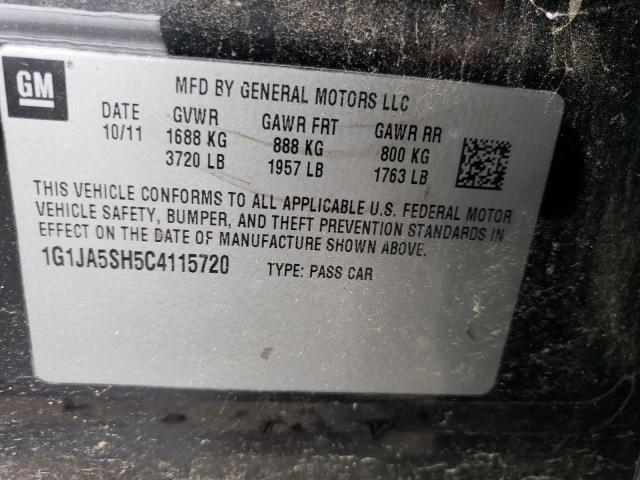 GM
MFD BY GENERAL MOTORS LLC
DATE GVWR GAWR FRT GAWR RR
10/11 1688 KG 888 KG 800 KG
3720 LB 1957 LB 1763 LB
THIS VEHICLE CONFORMS TO ALL APPLICABLE U.S. FEDERAL MOTOR
VEHICLE SAFETY, BUMPER, AND THEFT PREVENTION STANDARDS IN
EFFECT ON THE DATE OF MANUFACTURE SHOWN ABOVE.
1G1JA5SH5C4115720 TYPE: PASS CAR